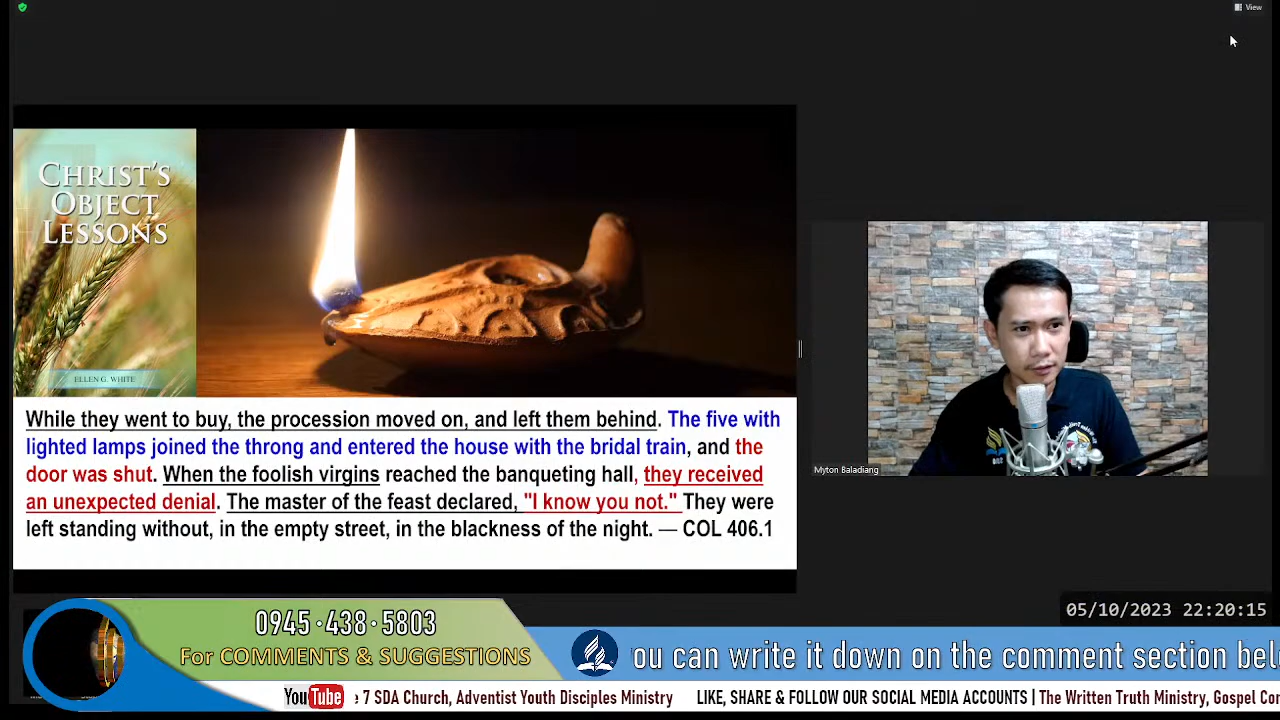 View
CHRIST'S
OBJECT
LESSONS
ELLEN G. WHITE
While they went to buy, the procession moved on, and left them behind. The five with
lighted lamps joined the throng and entered the house with the bridal train, and the
door was shut. When the foolish virgins reached the banqueting hall, they received
an unexpected denial. The master of the feast declared, "I know you not." They were
left standing without, in the empty street, in the blackness of the night. — COL 406.1
Myton Baladiang
05/10/2023 22:20:15
0945·438·5803
For COMMENTS & SUGGESTIONS
ou can write it down on the comment section bel
YouTube
e 7 SDA Church, Adventist Youth Disciples Ministry LIKE, SHARE & FOLLOW OUR SOCIAL MEDIA ACCOUNTS | The Written Truth Ministry, Gospel Co